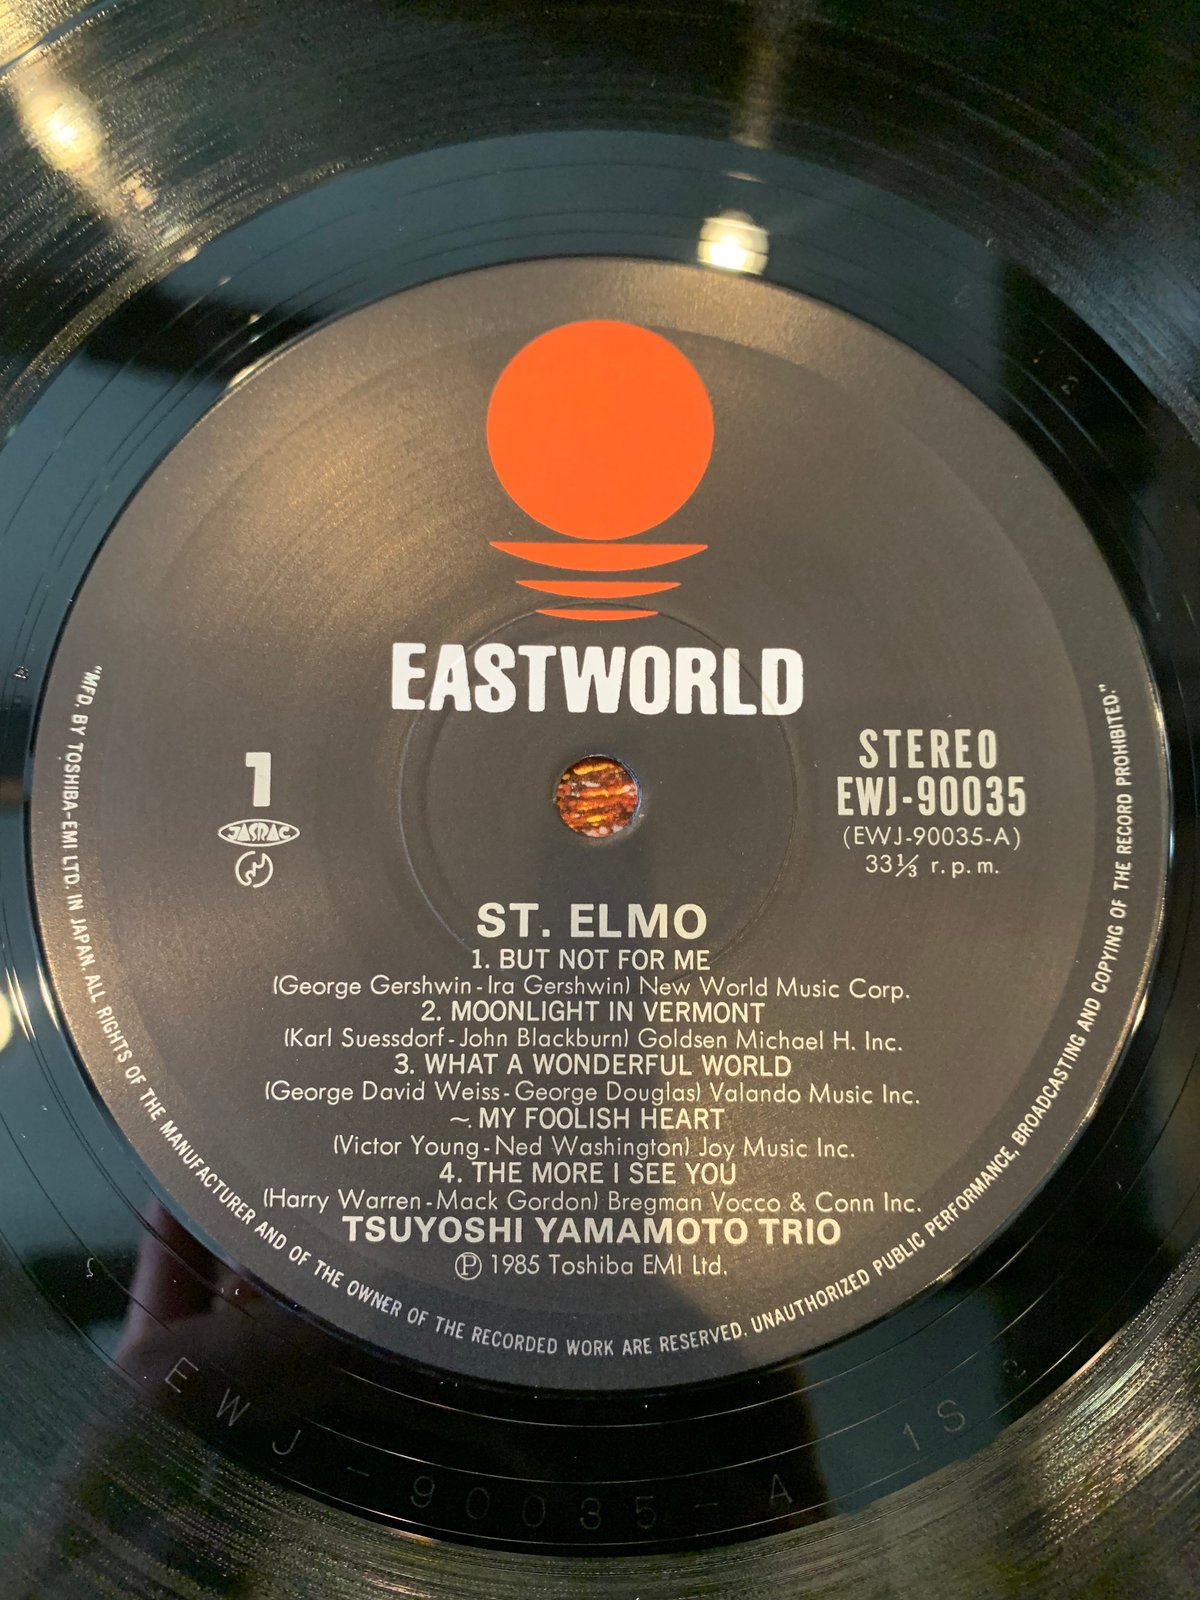 EASTWORLD
1
JASRAC
STEREO
EWJ-90035
(EWJ-90035-A)
33⅓ r.p.m.
ST. ELMO
1. BUT NOT FOR ME
(George Gershwin-Ira Gershwin) New World Music Corp.
2. MOONLIGHT IN VERMONT
(Karl Suessdorf-John Blackburn) Goldsen Michael H. Inc.
3. WHAT A WONDERFUL WORLD
(George David Weiss-George Douglas) Valando Music Inc.
~. MY FOOLISH HEART
(Victor Young-Ned Washington) Joy Music Inc.
4. THE MORE I SEE YOU
(Harry Warren-Mack Gordon) Bregman Vocco & Conn Inc.
TSUYOSHI YAMAMOTO TRIO
Ⓟ 1985 Toshiba EMI Ltd.
"MFD. BY TOSHIBA-EMI LTD. IN JAPAN. ALL RIGHTS OF THE MANUFACTURER AND OF THE OWNER OF THE RECORDED WORK ARE RESERVED. UNAUTHORIZED PUBLIC PERFORMANCE, BROADCASTING AND COPYING OF THE RECORD PROHIBITED."
EWJ-90035-A 1S